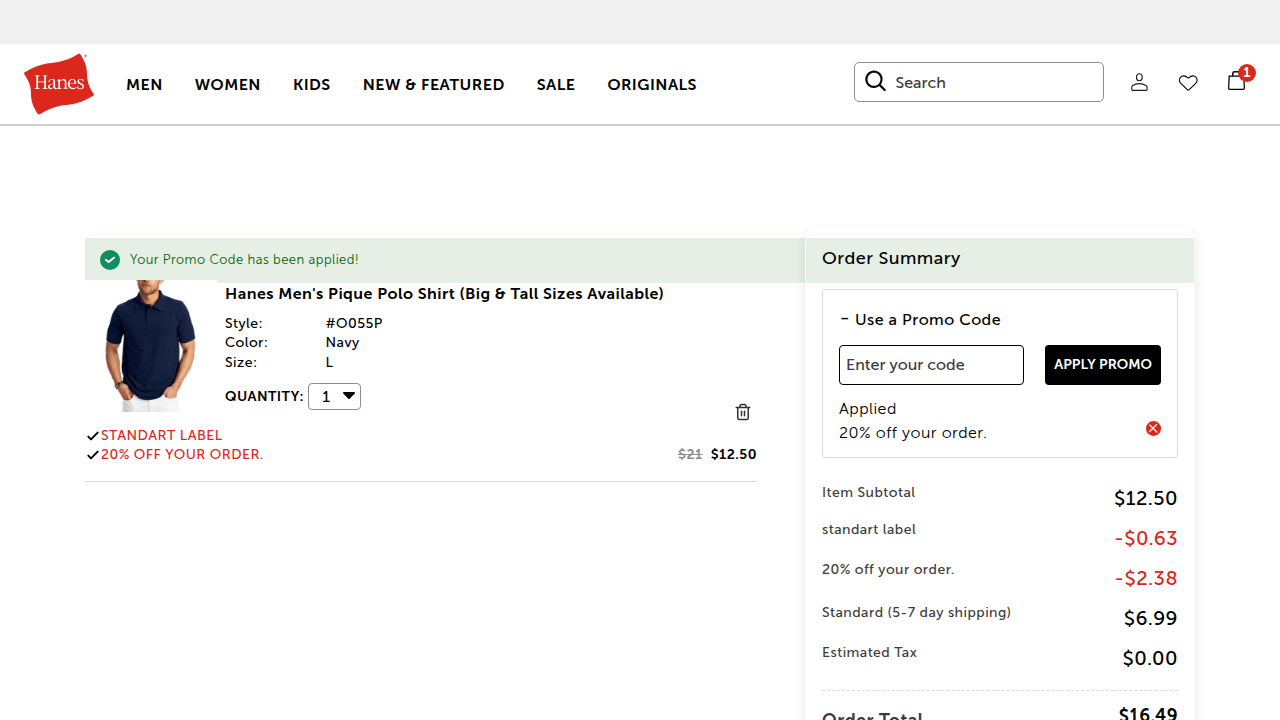 Hanes
MEN
WOMEN
KIDS
NEW & FEATURED
SALE
ORIGINALS
Search
1
Your Promo Code has been applied!
Hanes Men's Pique Polo Shirt (Big & Tall Sizes Available)
Style: #O055P
Color: Navy
Size: L
QUANTITY: 1
STANDART LABEL
20% OFF YOUR ORDER.
$21 $12.50
Order Summary
- Use a Promo Code
Enter your code
APPLY PROMO
Applied
20% off your order.
Item Subtotal $12.50
standart label -$0.63
20% off your order. -$2.38
Standard (5-7 day shipping) $6.99
Estimated Tax $0.00
Order Total $16.49